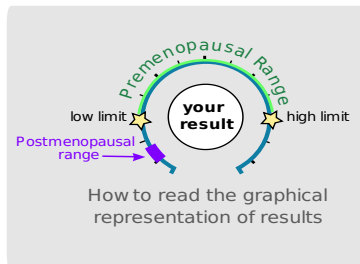 Premenopausal Range
your
result
low limit
high limit
Postmenopausal
range
How to read the graphical
representation of results